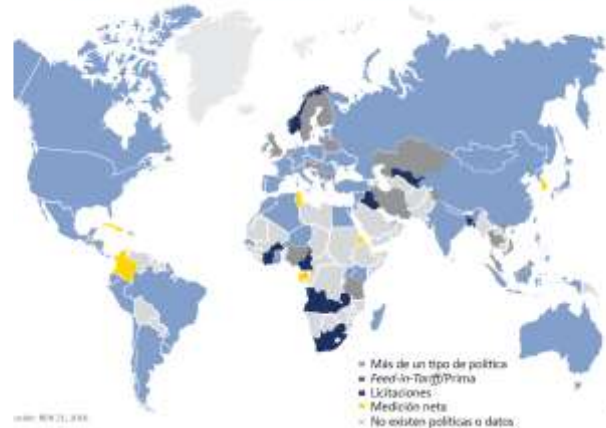 Más de un tipo de política
Feed-in-Tariff/Prima
Licitaciones
Medición neta
No existen políticas o datos